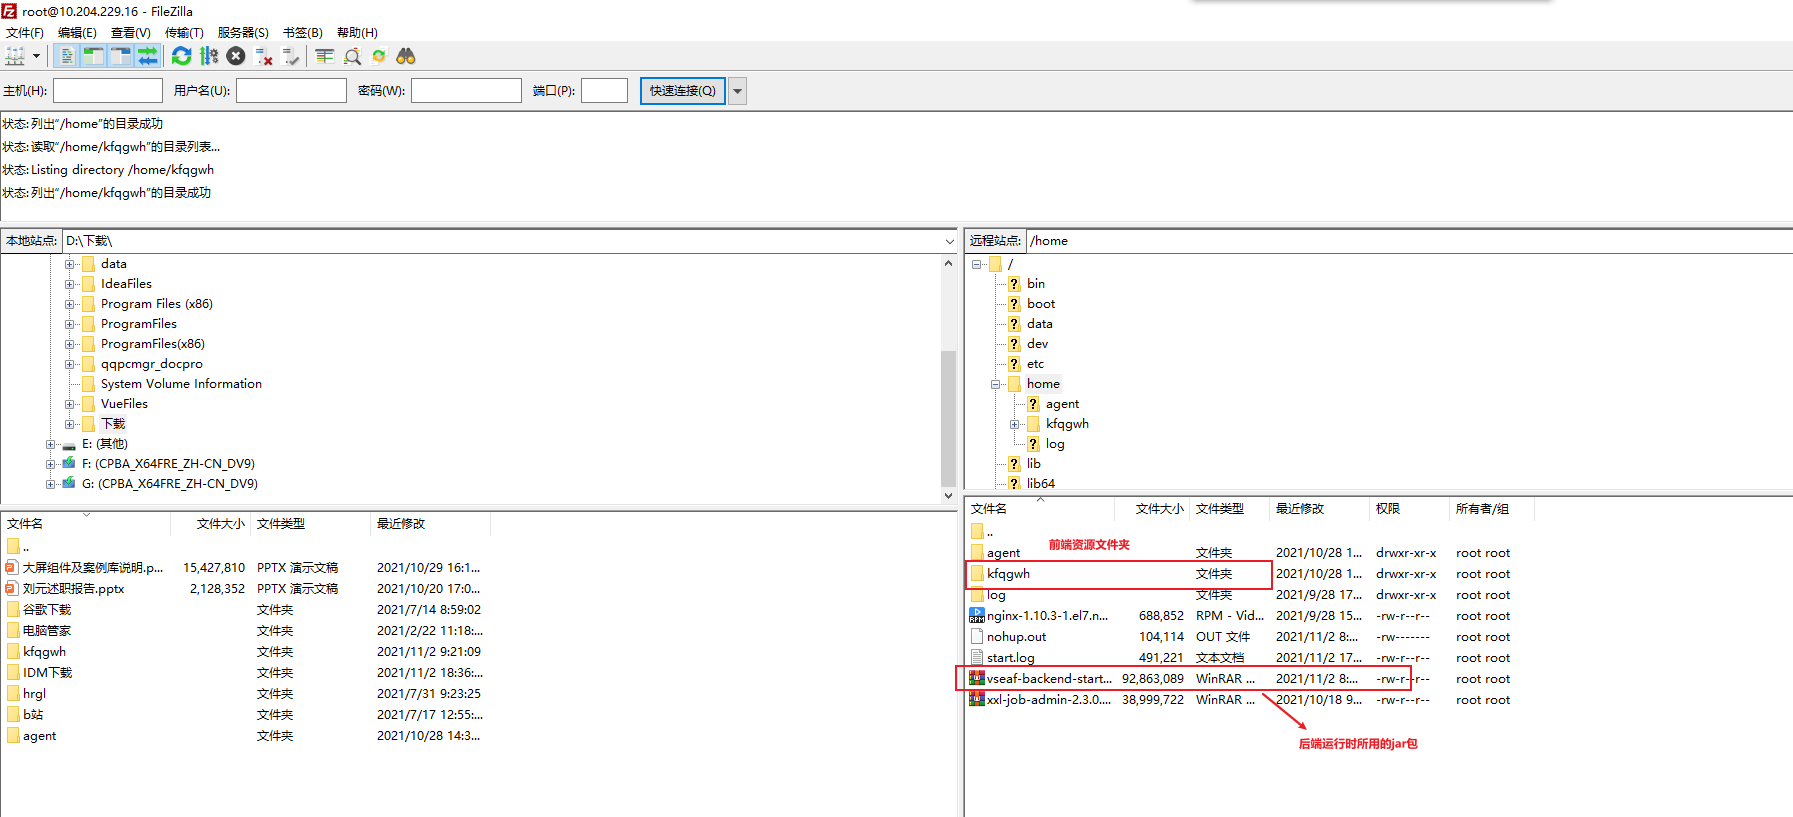 root@10.204.229.16 - FileZilla
文件(F) 编辑(E) 查看(V) 传输(T) 服务器(S) 书签(B) 帮助(H)
主机(H): 用户名(U): 密码(W): 端口(P): 快速连接(Q)
状态: 列出"/home"的目录成功
状态: 读取"/home/kfqgwh"的目录列表...
状态: Listing directory /home/kfqgwh
状态: 列出"/home/kfqgwh"的目录成功
本地站点: D:\下载\
data
IdeaFiles
Program Files (x86)
ProgramFiles
ProgramFiles(x86)
qqpcmgr_docpro
System Volume Information
VueFiles
下载
E: (其他)
F: (CPBA_X64FRE_ZH-CN_DV9)
G: (CPBA_X64FRE_ZH-CN_DV9)
文件名 文件大小 文件类型 最近修改
..
大屏组件及案例库说明.p... 15,427,810 PPTX 演示文稿 2021/10/29 16:1...
刘元述职报告.pptx 2,128,352 PPTX 演示文稿 2021/10/20 17:0...
谷歌下载 文件夹 2021/7/14 8:59:02
电脑管家 文件夹 2021/2/22 11:18:...
kfqgwh 文件夹 2021/11/2 9:21:09
IDM下载 文件夹 2021/11/2 18:36:...
hrgl 文件夹 2021/7/31 9:23:25
b站 文件夹 2021/7/17 12:55:...
agent 文件夹 2021/10/28 14:3...
远程站点: /home
/
bin
boot
data
dev
etc
home
agent
kfqgwh
log
lib
lib64
文件名 文件大小 文件类型 最近修改 权限 所有者/组
..
前端资源文件夹
agent 文件夹 2021/10/28 1... drwxr-xr-x root root
kfqgwh 文件夹 2021/10/28 1... drwxr-xr-x root root
log 文件夹 2021/9/28 17... drwxr-xr-x root root
nginx-1.10.3-1.el7.n... 688,852 RPM - Vid... 2021/9/28 15... -rw-r--r-- root root
nohup.out 104,114 OUT 文件 2021/11/2 8:... -rw------- root root
start.log 491,221 文本文档 2021/11/2 17... -rw-r--r-- root root
vseaf-backend-start... 92,863,089 WinRAR ... 2021/11/2 8:... -rw-r--r-- root root
xxl-job-admin-2.3.0.... 38,999,722 WinRAR ... 2021/10/18 9... -rw-r--r-- root root
后端运行时所用的jar包